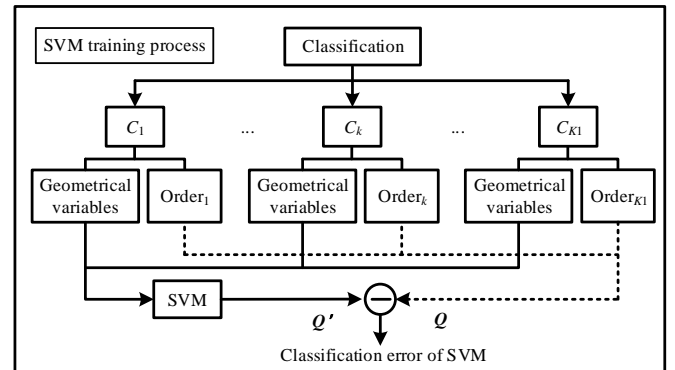 SVM training process
Classification
C1 ... Ck ... CK1
Geometrical variables
Order1
Geometrical variables
Orderk
Geometrical variables
OrderK1
SVM
Q′
Q
Classification error of SVM